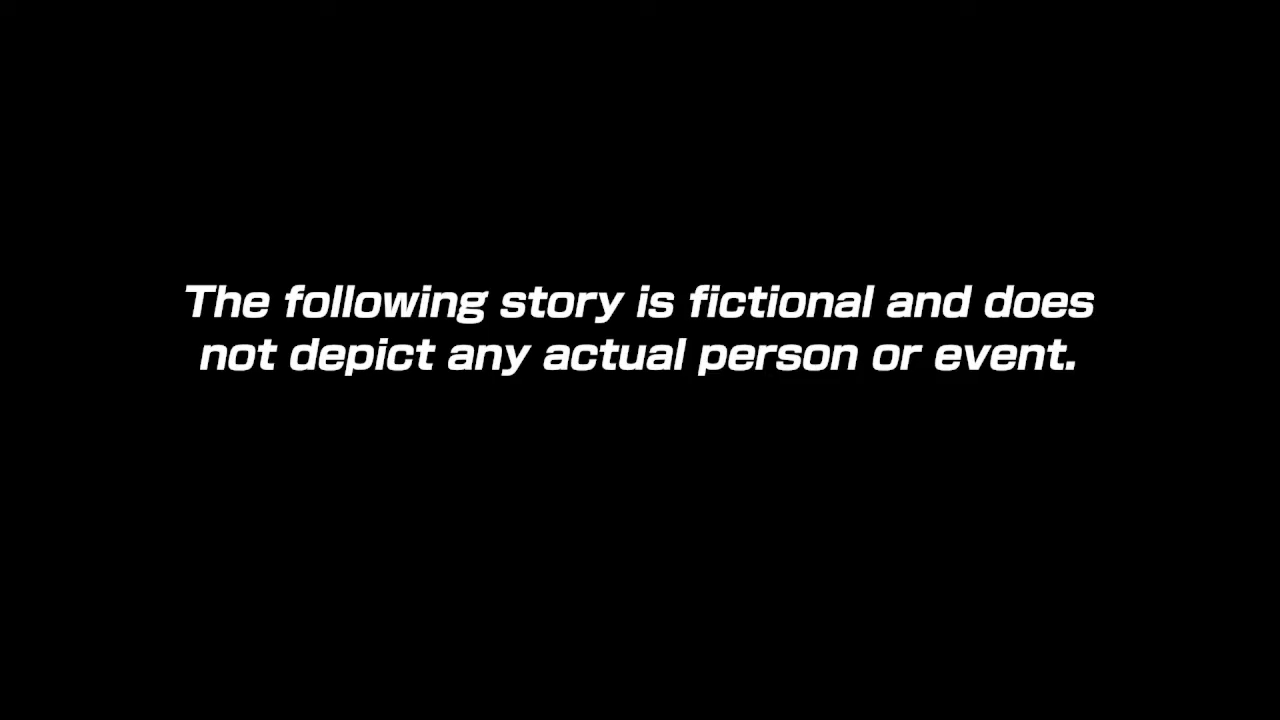 The following story is fictional and does
not depict any actual person or event.